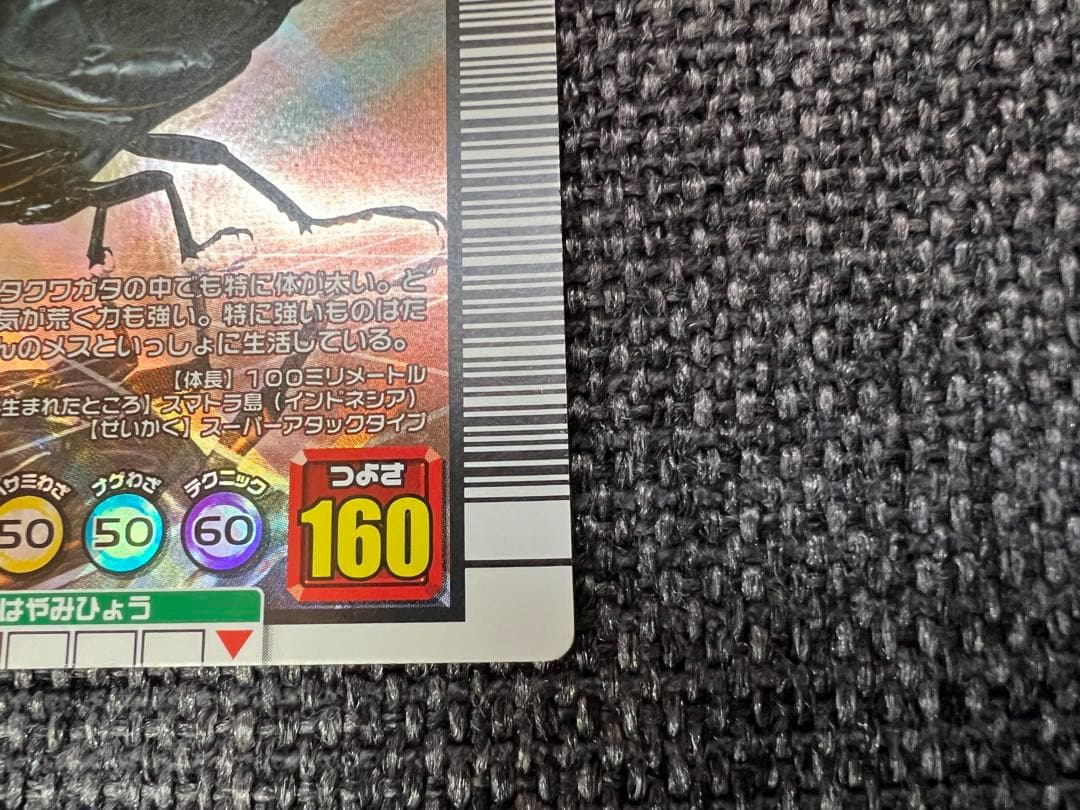 タクワガタの中でも特に体が太い。と
気が荒く力も強い。特に強いものはた
んのメスといっしょに生活している。
【体長】100ミリメートル
生まれたところ】スマトラ島（インドネシア）
【せいかく】スーパーアタックタイプ
サミわざ ナゲわざ テクニック つよさ
50 50 60 160
はやみひょう